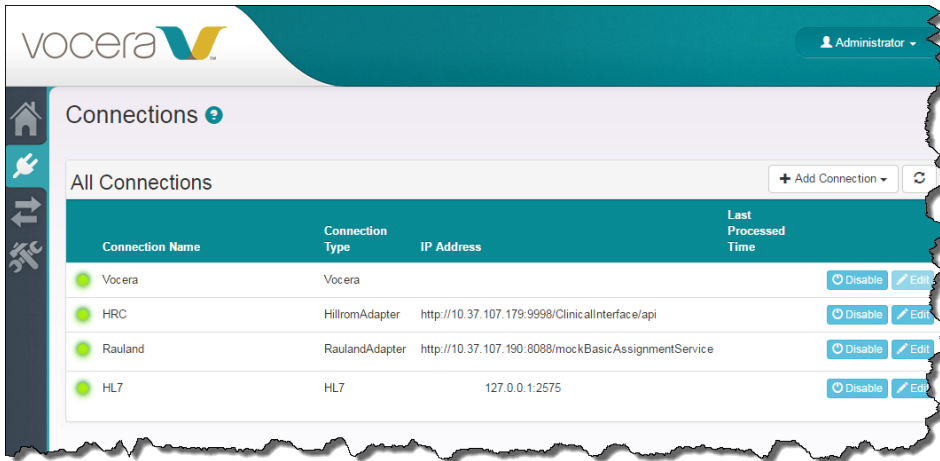 vocera
Administrator
Connections ?
All Connections
Add Connection
Connection Name Connection Type IP Address Last Processed Time
Vocera Vocera Disable Edit
HRC HillromAdapter http://10.37.107.179:9998/ClinicalInterface/api Disable Edit
Rauland RaulandAdapter http://10.37.107.190:8088/mockBasicAssignmentService Disable Edit
HL7 HL7 127.0.0.1:2575 Disable Edit